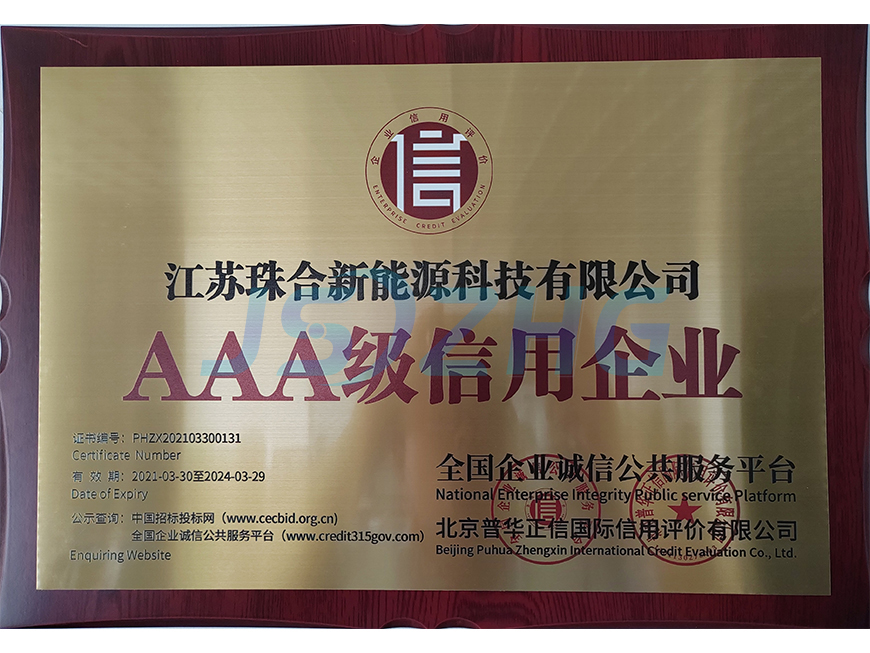 企业信用评价
信
ENTERPRISE CREDIT EVALUATION
江苏珠合新能源科技有限公司
AAA级信用企业
证书编号：PHZX202103300131
Certificate Number
有 效 期：2021-03-30至2024-03-29
Date of Expiry
公示查询：中国招标投标网（www.cecbid.org.cn)
全国企业诚信公共服务平台（www.credit315gov.com）
Enquiring Website
全国企业诚信公共服务平台
National Enterprise Integrity Public service Platform
北京普华正信国际信用评价有限公司
Beijing Puhua Zhengxin International Credit Evaluation Co., Ltd.